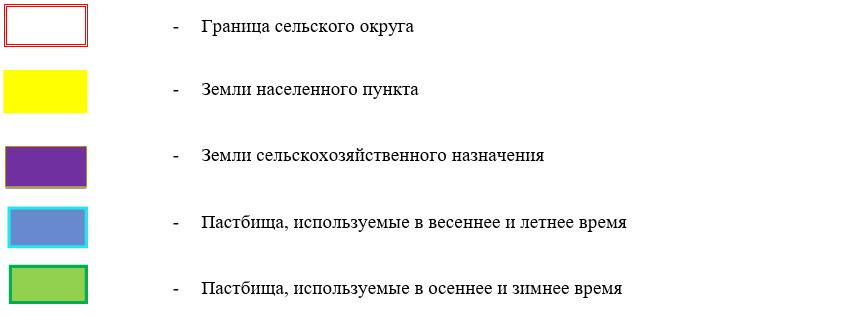 - Граница сельского округа
- Земли населенного пункта
- Земли сельскохозяйственного назначения
- Пастбища, используемые в весеннее и летнее время
- Пастбища, используемые в осеннее и зимнее время